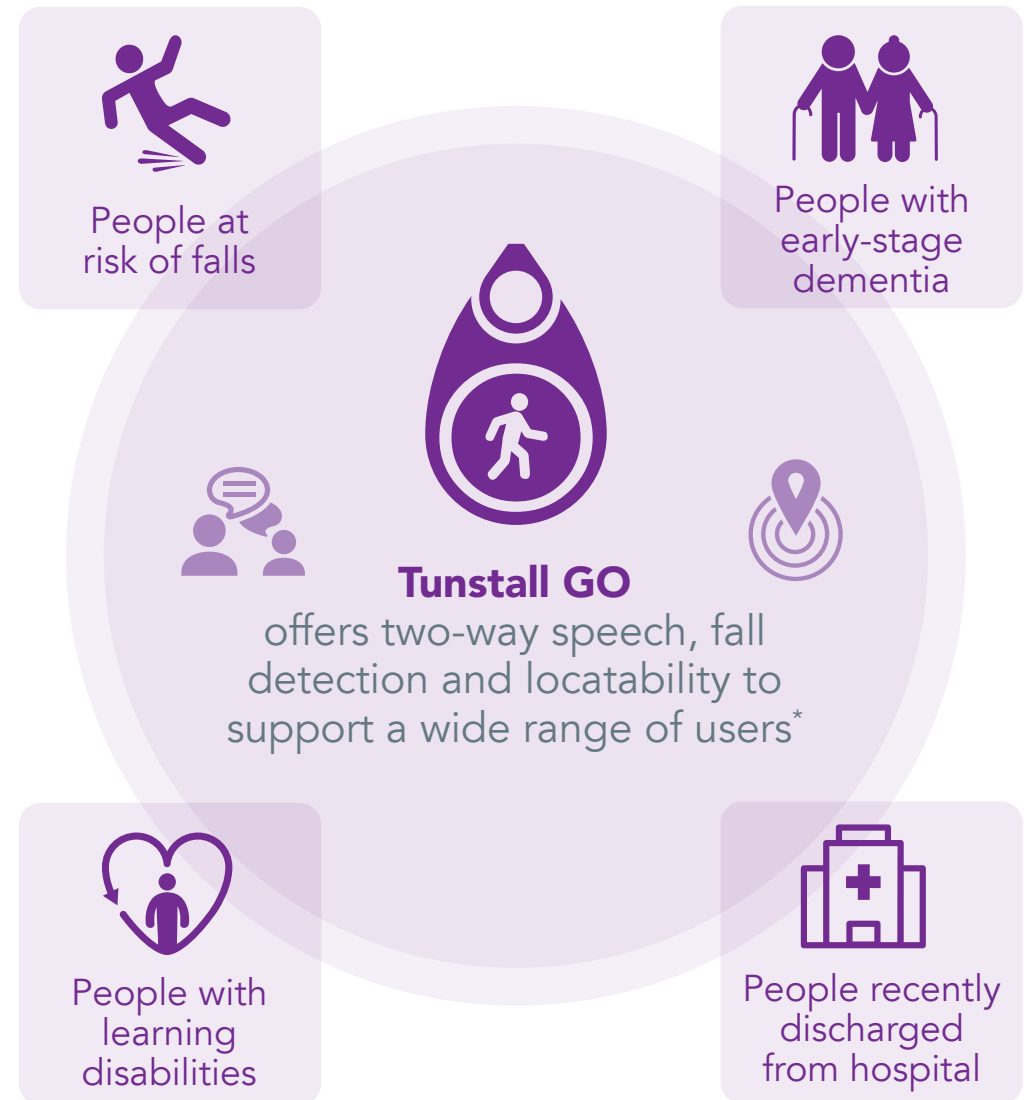 People at
risk of falls
People with
early-stage
dementia
Tunstall GO
offers two-way speech, fall
detection and locatability to
support a wide range of users*
People with
learning
disabilities
People recently
discharged
from hospital